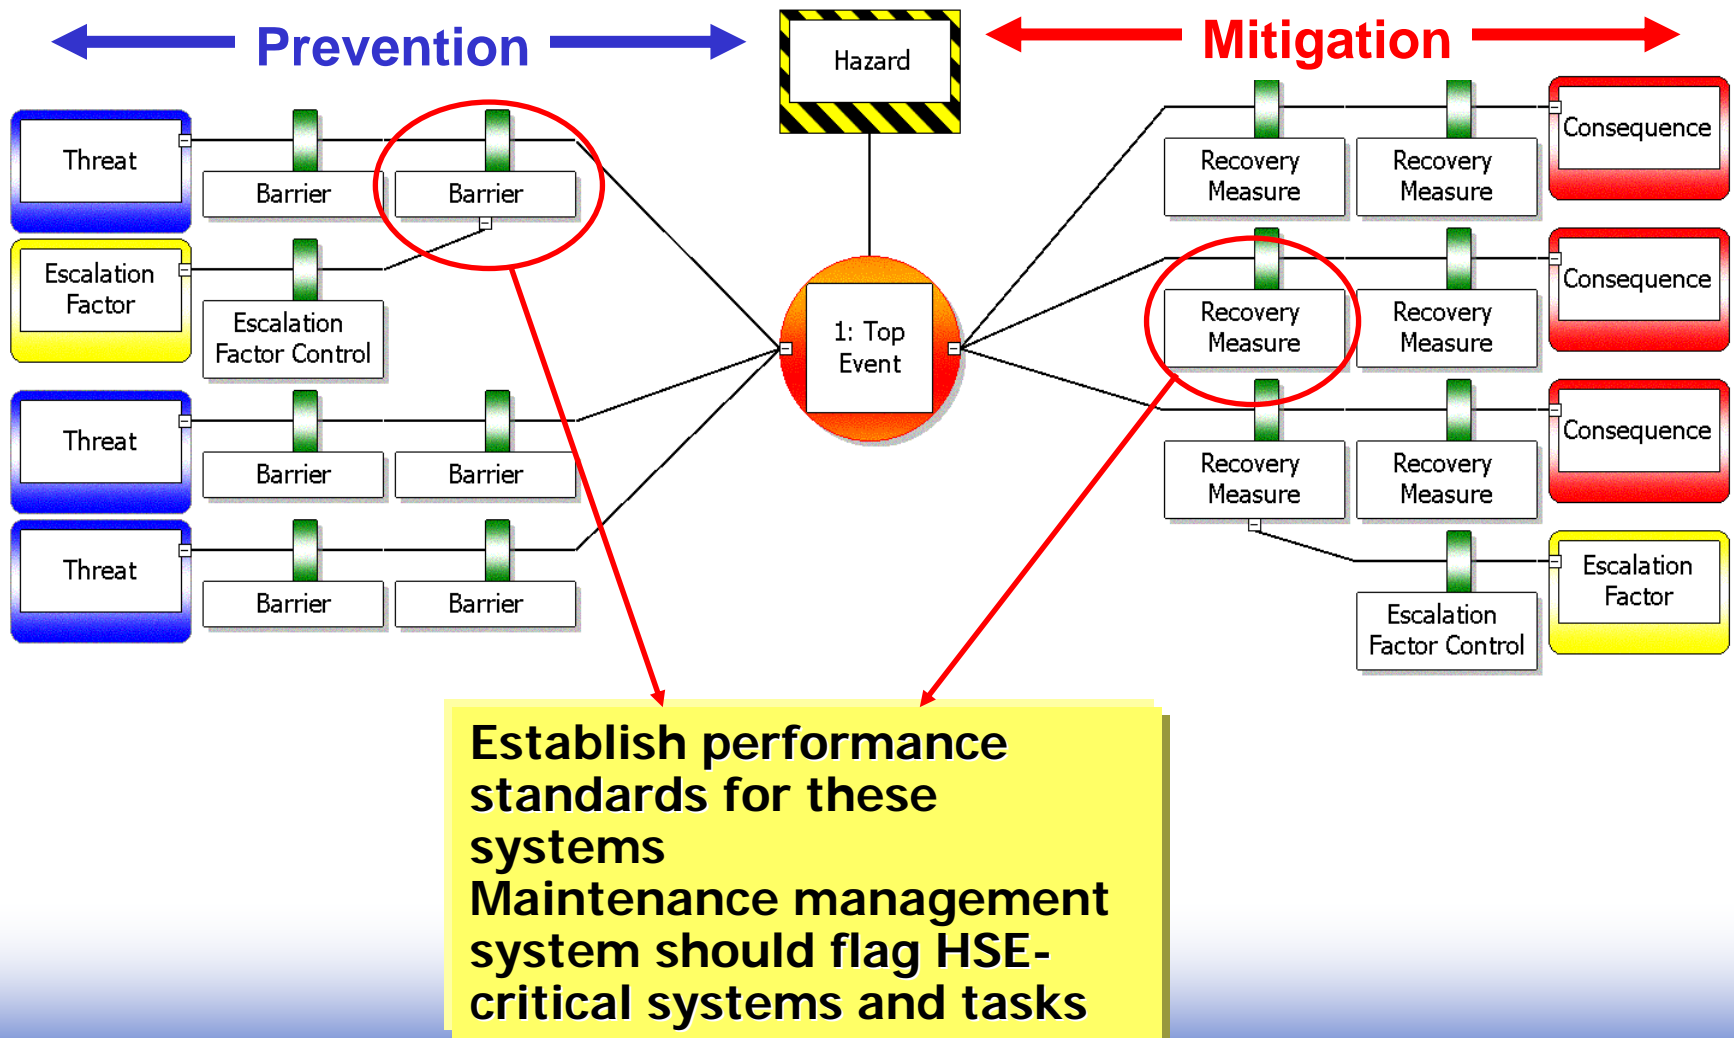 Prevention
Hazard
Mitigation
Threat
Barrier
Barrier
Recovery
Measure
Recovery
Measure
Consequence
Escalation
Factor
Escalation
Factor Control
1: Top
Event
Recovery
Measure
Recovery
Measure
Consequence
Threat
Barrier
Barrier
Recovery
Measure
Recovery
Measure
Consequence
Threat
Barrier
Barrier
Escalation
Factor Control
Escalation
Factor
Establish performance
standards for these
systems
Maintenance management
system should flag HSE-
critical systems and tasks